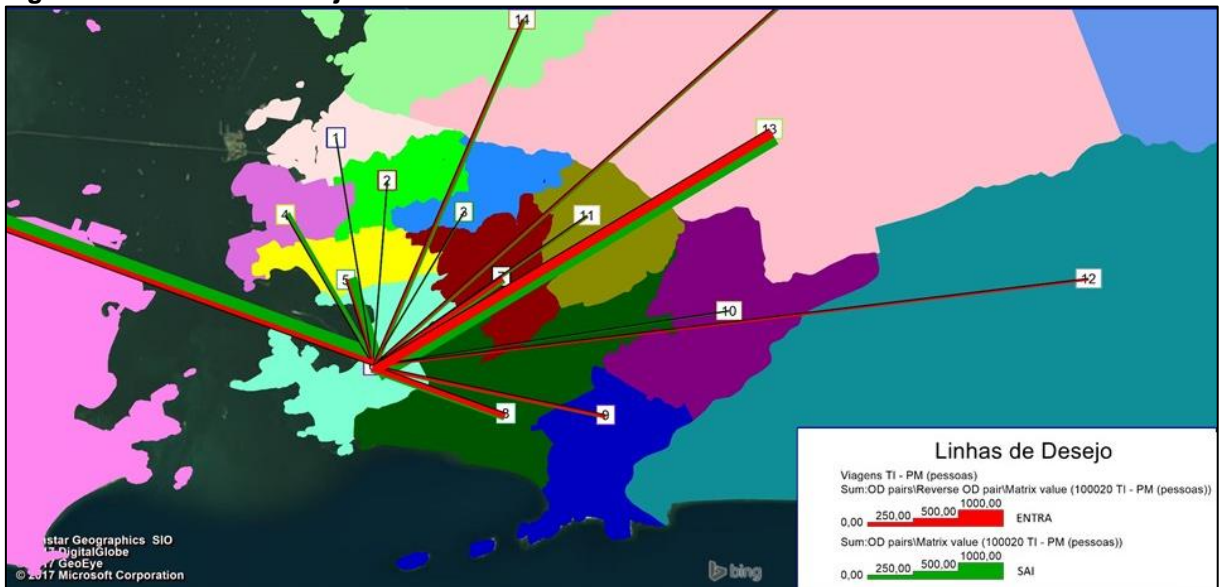 14
13
1
2
3
4
11
5
7
12
10
8
9
Linhas de Desejo
Viagens TI - PM (pessoas)
Sum:OD pairs\Reverse OD pair\Matrix value (100020 TI - PM (pessoas))
0,00 250,00 500,00 1000,00 ENTRA
Sum:OD pairs\Matrix value (100020 TI - PM (pessoas))
0,00 250,00 500,00 1000,00 SAI
Geographics SIO
DigitalGlobe
GeoEye
© 2017 Microsoft Corporation
bing